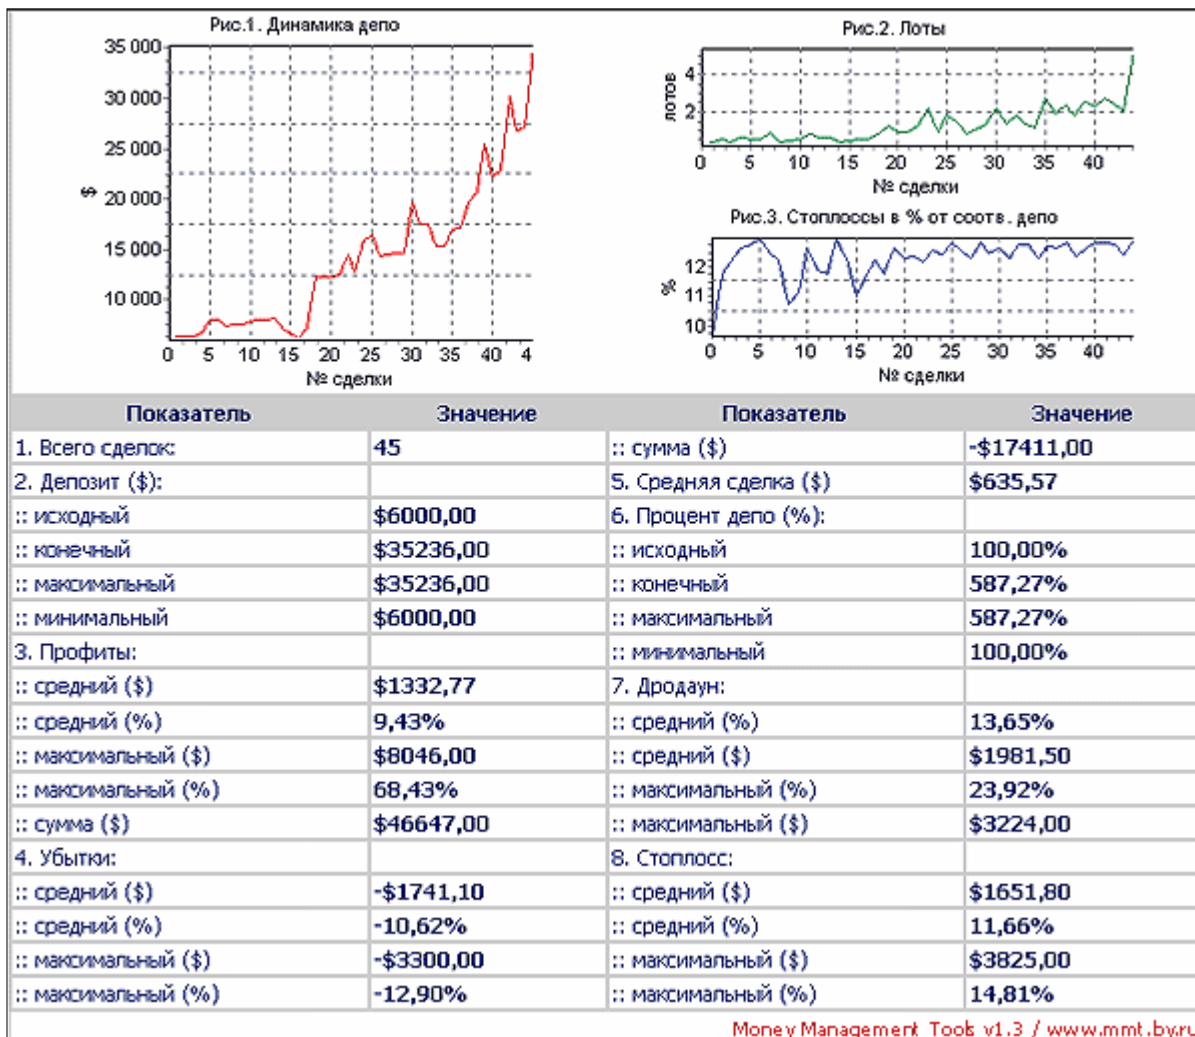 Рис.1. Динамика депо
35 000
30 000
25 000
20 000
15 000
10 000
$
0 5 10 15 20 25 30 35 40 4
№ сделки
Рис.2. Лоты
4
2
лотов
0 10 20 30 40
№ сделки
Рис.3. Стоплоссы в % от соотв. депо
12
11
10
%
0 5 10 15 20 25 30 35 40
№ сделки
Показатель Значение Показатель Значение
1. Всего сделок: 45 :: сумма ($) -$17411,00
2. Депозит ($): 5. Средняя сделка ($) $635,57
:: исходный $6000,00 6. Процент депо (%):
:: конечный $35236,00 :: исходный 100,00%
:: максимальный $35236,00 :: конечный 587,27%
:: минимальный $6000,00 :: максимальный 587,27%
3. Профиты: :: минимальный 100,00%
:: средний ($) $1332,77 7. Дродаун:
:: средний (%) 9,43% :: средний (%) 13,65%
:: максимальный ($) $8046,00 :: средний ($) $1981,50
:: максимальный (%) 68,43% :: максимальный (%) 23,92%
:: сумма ($) $46647,00 :: максимальный ($) $3224,00
4. Убытки: 8. Стоплосс:
:: средний ($) -$1741,10 :: средний ($) $1651,80
:: средний (%) -10,62% :: средний (%) 11,66%
:: максимальный ($) -$3300,00 :: максимальный ($) $3825,00
:: максимальный (%) -12,90% :: максимальный (%) 14,81%
Money Management Tools v1.3 / www.mmt.by.ru